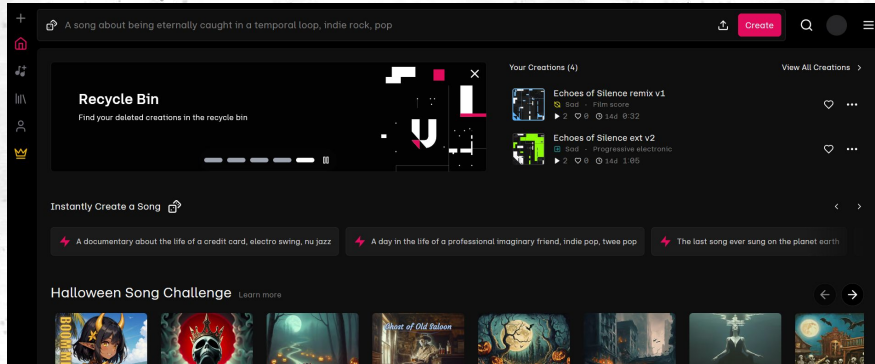 A song about being eternally caught in a temporal loop, indie rock, pop
Create
Recycle Bin
Find your deleted creations in the recycle bin
Your Creations (4)
View All Creations
Echoes of Silence remix v1
Sad - Film score
2 0 14d 0:32
Echoes of Silence ext v2
Sad - Progressive electronic
2 0 14d 1:05
Instantly Create a Song
A documentary about the life of a credit card, electro swing, nu jazz
A day in the life of a professional imaginary friend, indie pop, twee pop
The last song ever sung on the planet earth
Halloween Song Challenge Learn more
Ghost of Old Saloon